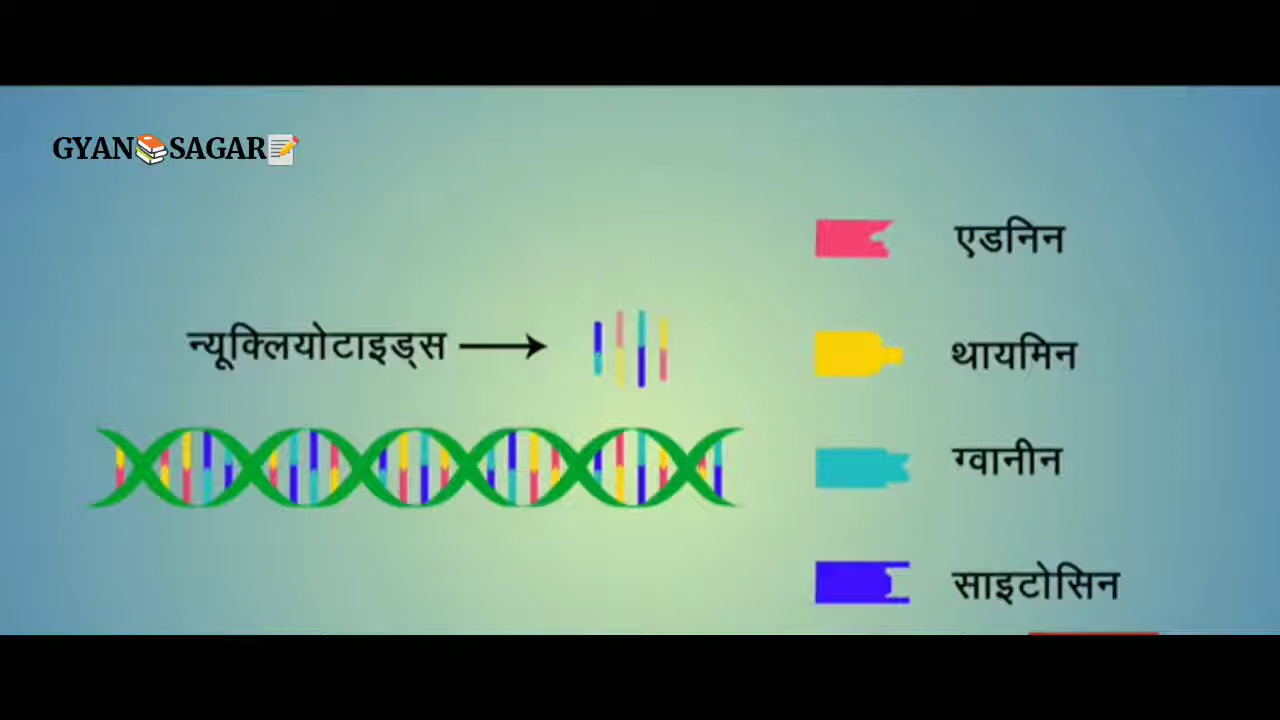 GYAN📚SAGAR📝
एडनिन
न्यूक्लियोटाइड्स
थायमिन
ग्वानीन
साइटोसिन